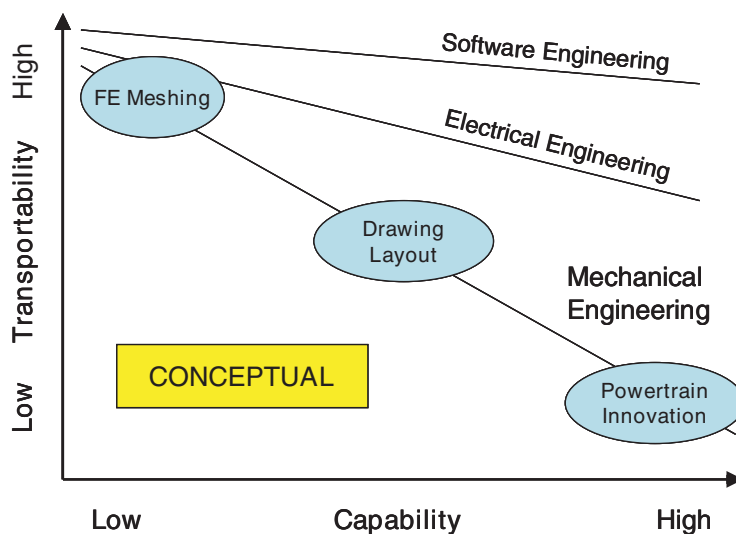 Software Engineering
High
FE Meshing
Electrical Engineering
Transportability
Drawing
Layout
Mechanical
Engineering
CONCEPTUAL
Low
Powertrain
Innovation
Low
Capability
High